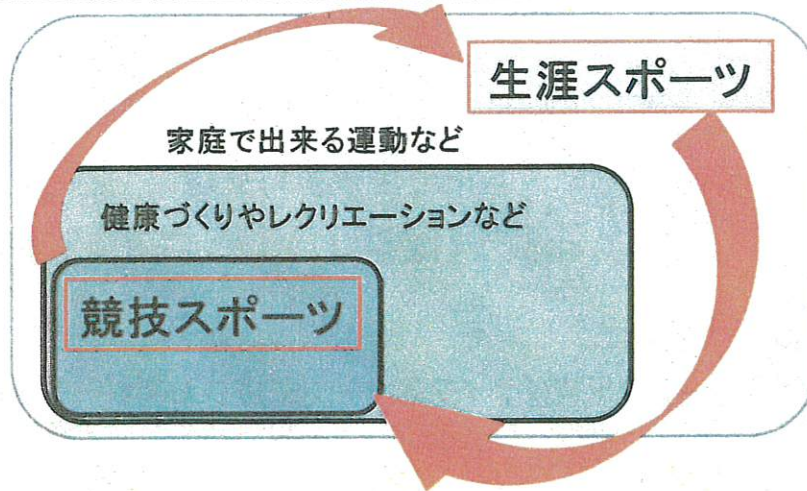 生涯スポーツ
家庭で出来る運動など
健康づくりやレクリエーションなど
競技スポーツ